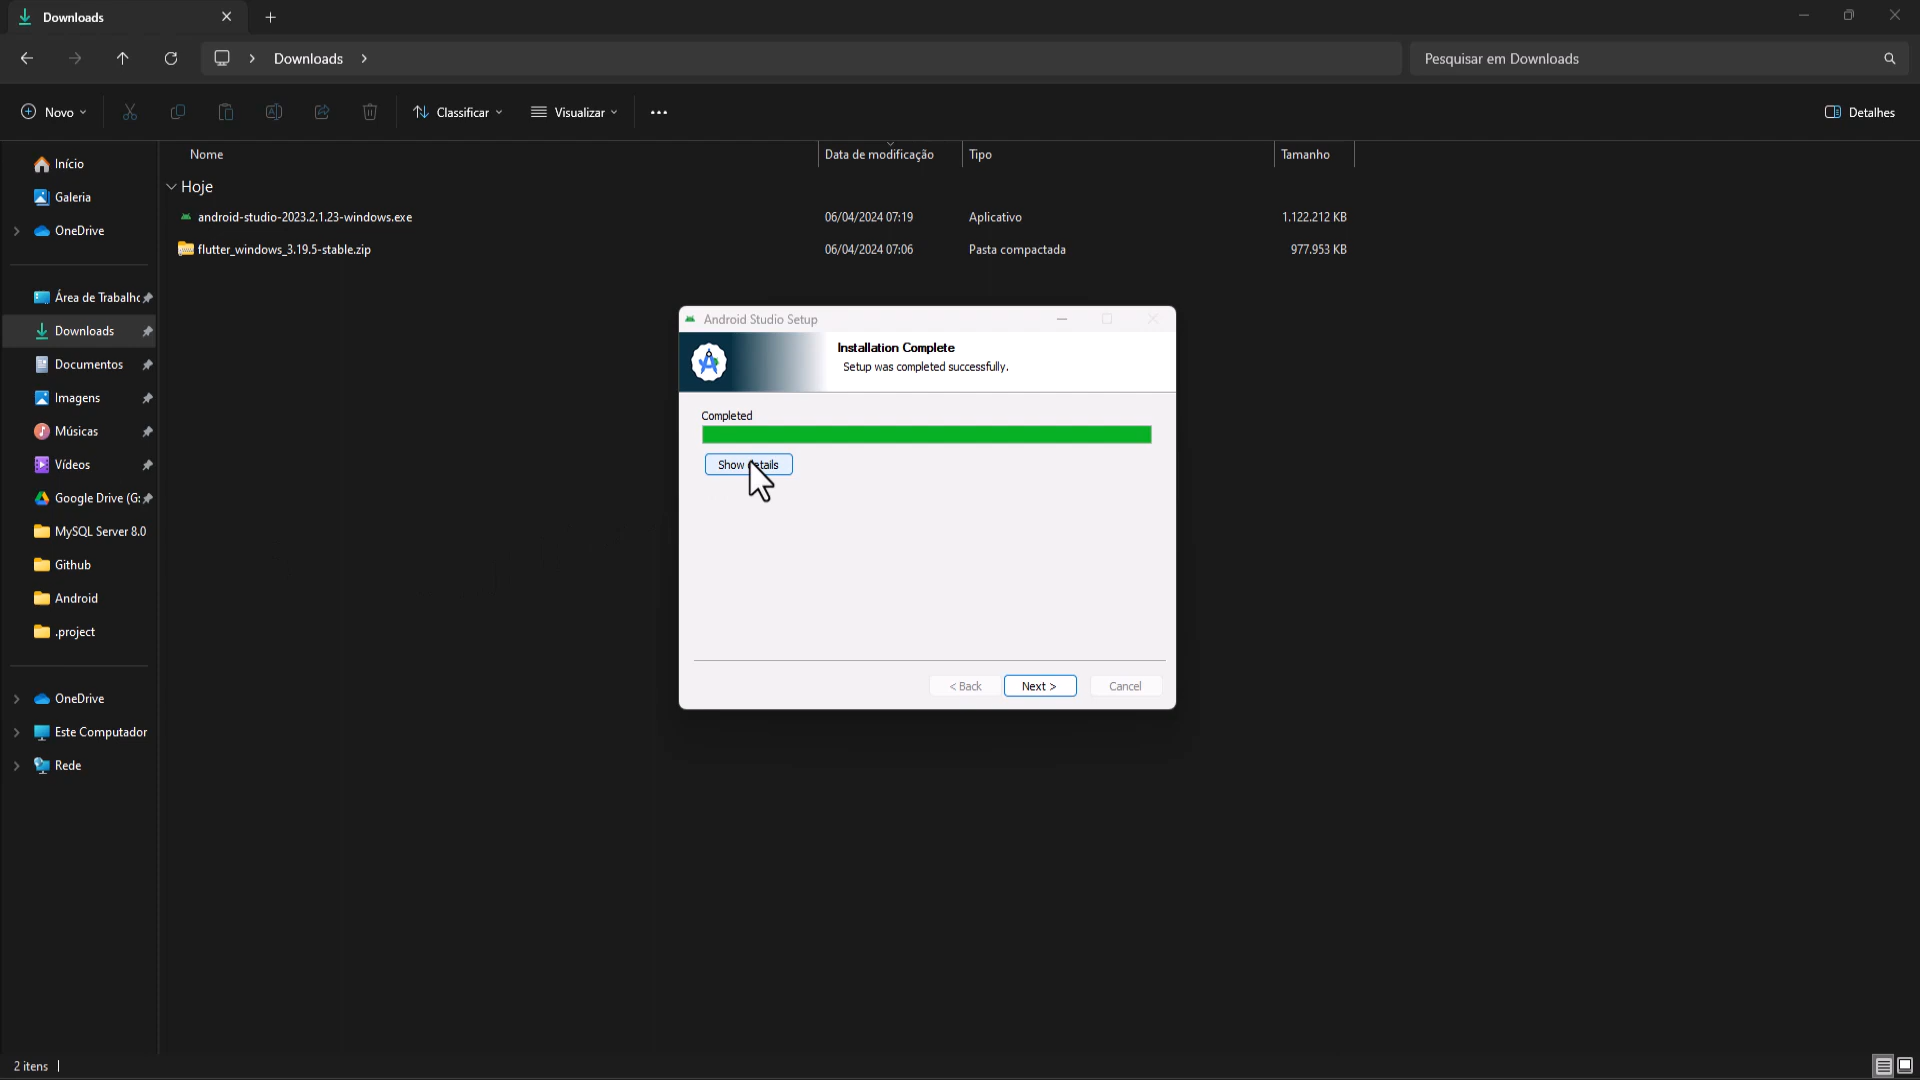 Downloads
Downloads
Pesquisar em Downloads
Novo
Classificar
Visualizar
Detalhes
Nome
Data de modificação
Tipo
Tamanho
Hoje
android-studio-2023.2.1.23-windows.exe
06/04/2024 07:19
Aplicativo
1.122.212 KB
flutter_windows_3.19.5-stable.zip
06/04/2024 07:06
Pasta compactada
977.953 KB
Início
Galeria
OneDrive
Área de Trabalho
Downloads
Documentos
Imagens
Músicas
Vídeos
Google Drive (G:
MySQL Server 8.0
Github
Android
.project
OneDrive
Este Computador
Rede
Android Studio Setup
Installation Complete
Setup was completed successfully.
Completed
Show details
< Back
Next >
Cancel
2 itens